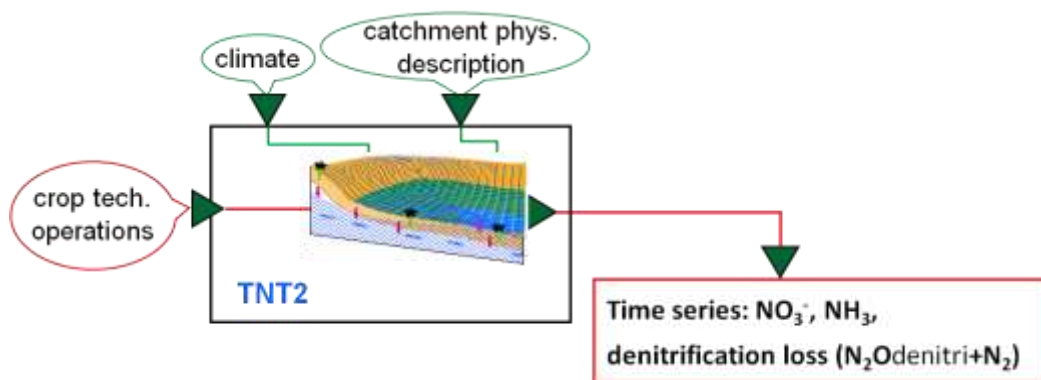 catchment phys.
description
climate
crop tech.
operations
TNT2
Time series: NO₃⁻, NH₃,
denitrification loss (N₂Odenitri+N₂)